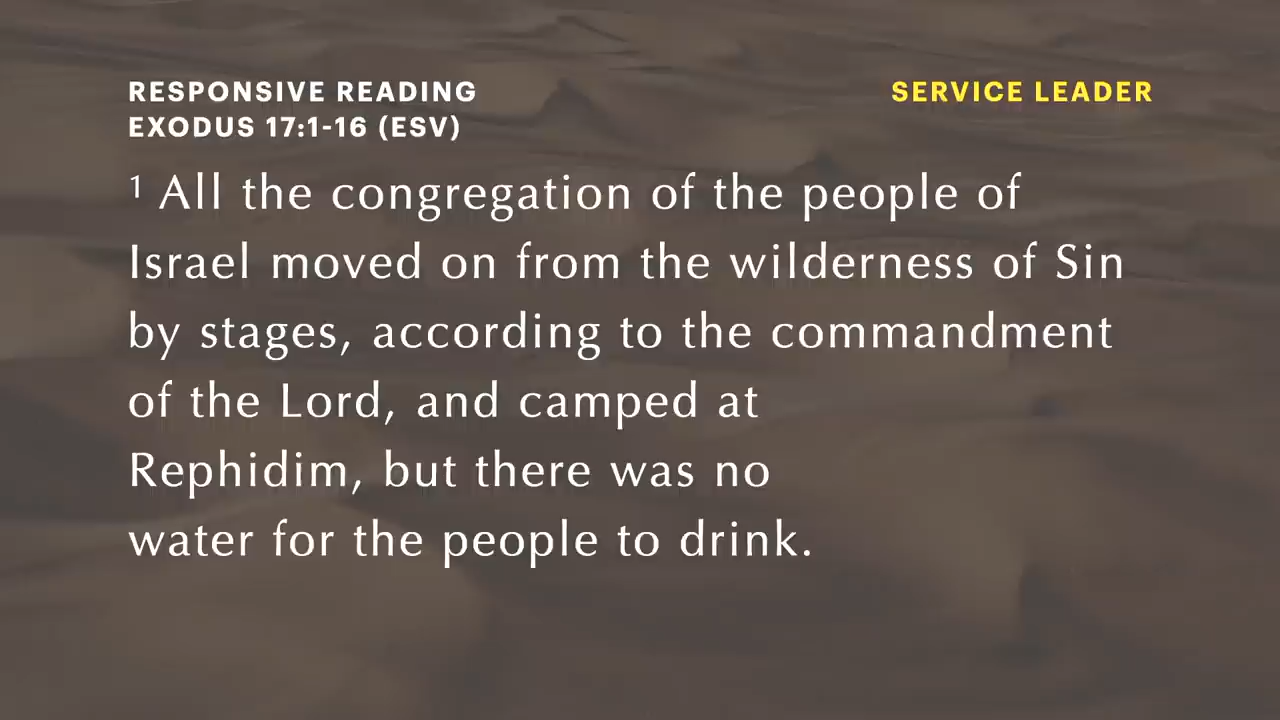 RESPONSIVE READING
EXODUS 17:1-16 (ESV)
SERVICE LEADER
¹ All the congregation of the people of
Israel moved on from the wilderness of Sin
by stages, according to the commandment
of the Lord, and camped at
Rephidim, but there was no
water for the people to drink.